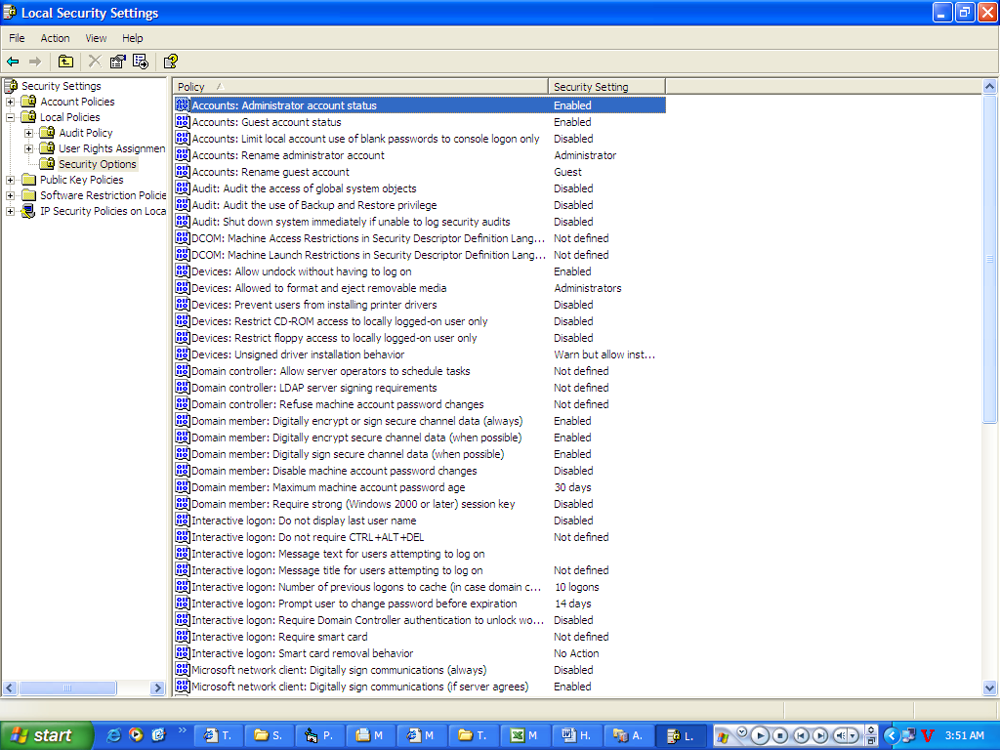 Local Security Settings
File Action View Help
Security Settings
Account Policies
Local Policies
Audit Policy
User Rights Assignmen
Security Options
Public Key Policies
Software Restriction Policie
IP Security Policies on Loca
Policy Security Setting
Accounts: Administrator account status Enabled
Accounts: Guest account status Enabled
Accounts: Limit local account use of blank passwords to console logon only Disabled
Accounts: Rename administrator account Administrator
Accounts: Rename guest account Guest
Audit: Audit the access of global system objects Disabled
Audit: Audit the use of Backup and Restore privilege Disabled
Audit: Shut down system immediately if unable to log security audits Disabled
DCOM: Machine Access Restrictions in Security Descriptor Definition Lang... Not defined
DCOM: Machine Launch Restrictions in Security Descriptor Definition Lang... Not defined
Devices: Allow undock without having to log on Enabled
Devices: Allowed to format and eject removable media Administrators
Devices: Prevent users from installing printer drivers Disabled
Devices: Restrict CD-ROM access to locally logged-on user only Disabled
Devices: Restrict floppy access to locally logged-on user only Disabled
Devices: Unsigned driver installation behavior Warn but allow inst...
Domain controller: Allow server operators to schedule tasks Not defined
Domain controller: LDAP server signing requirements Not defined
Domain controller: Refuse machine account password changes Not defined
Domain member: Digitally encrypt or sign secure channel data (always) Enabled
Domain member: Digitally encrypt secure channel data (when possible) Enabled
Domain member: Digitally sign secure channel data (when possible) Enabled
Domain member: Disable machine account password changes Disabled
Domain member: Maximum machine account password age 30 days
Domain member: Require strong (Windows 2000 or later) session key Disabled
Interactive logon: Do not display last user name Disabled
Interactive logon: Do not require CTRL+ALT+DEL Not defined
Interactive logon: Message text for users attempting to log on
Interactive logon: Message title for users attempting to log on Not defined
Interactive logon: Number of previous logons to cache (in case domain c... 10 logons
Interactive logon: Prompt user to change password before expiration 14 days
Interactive logon: Require Domain Controller authentication to unlock wo... Disabled
Interactive logon: Require smart card Not defined
Interactive logon: Smart card removal behavior No Action
Microsoft network client: Digitally sign communications (always) Disabled
Microsoft network client: Digitally sign communications (if server agrees) Enabled
start T. S. P. M M T. M H. A. L. 3:51 AM